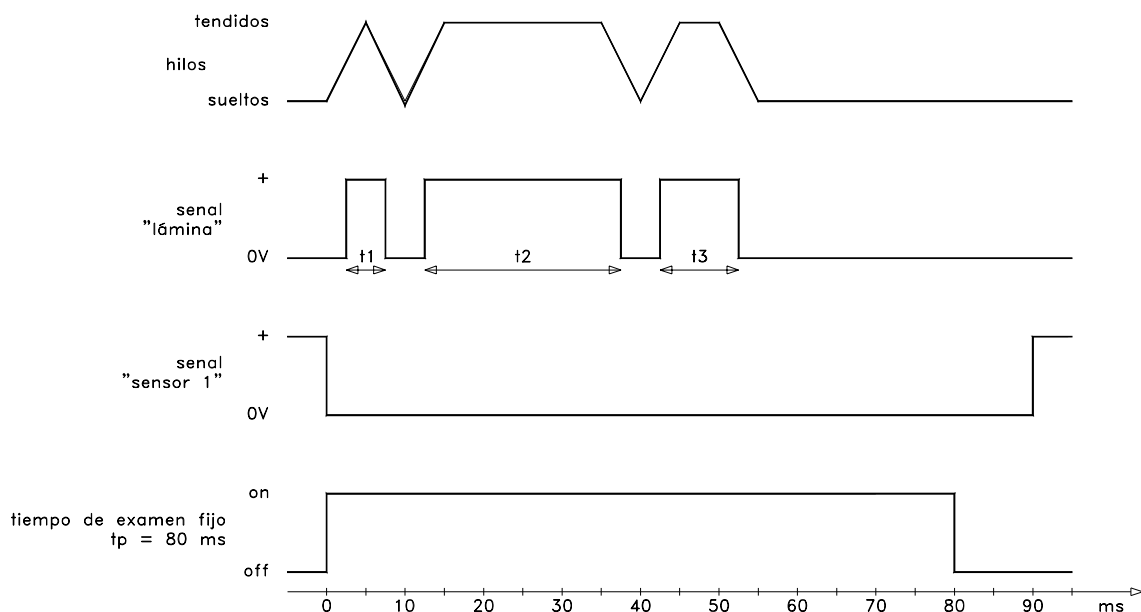 tendidos
hilos
sueltos
+
senal
"lámina"
0V
t1
t2
t3
+
senal
"sensor 1"
0V
on
tiempo de examen fijo
tp = 80 ms
off
0 10 20 30 40 50 60 70 80 90 ms